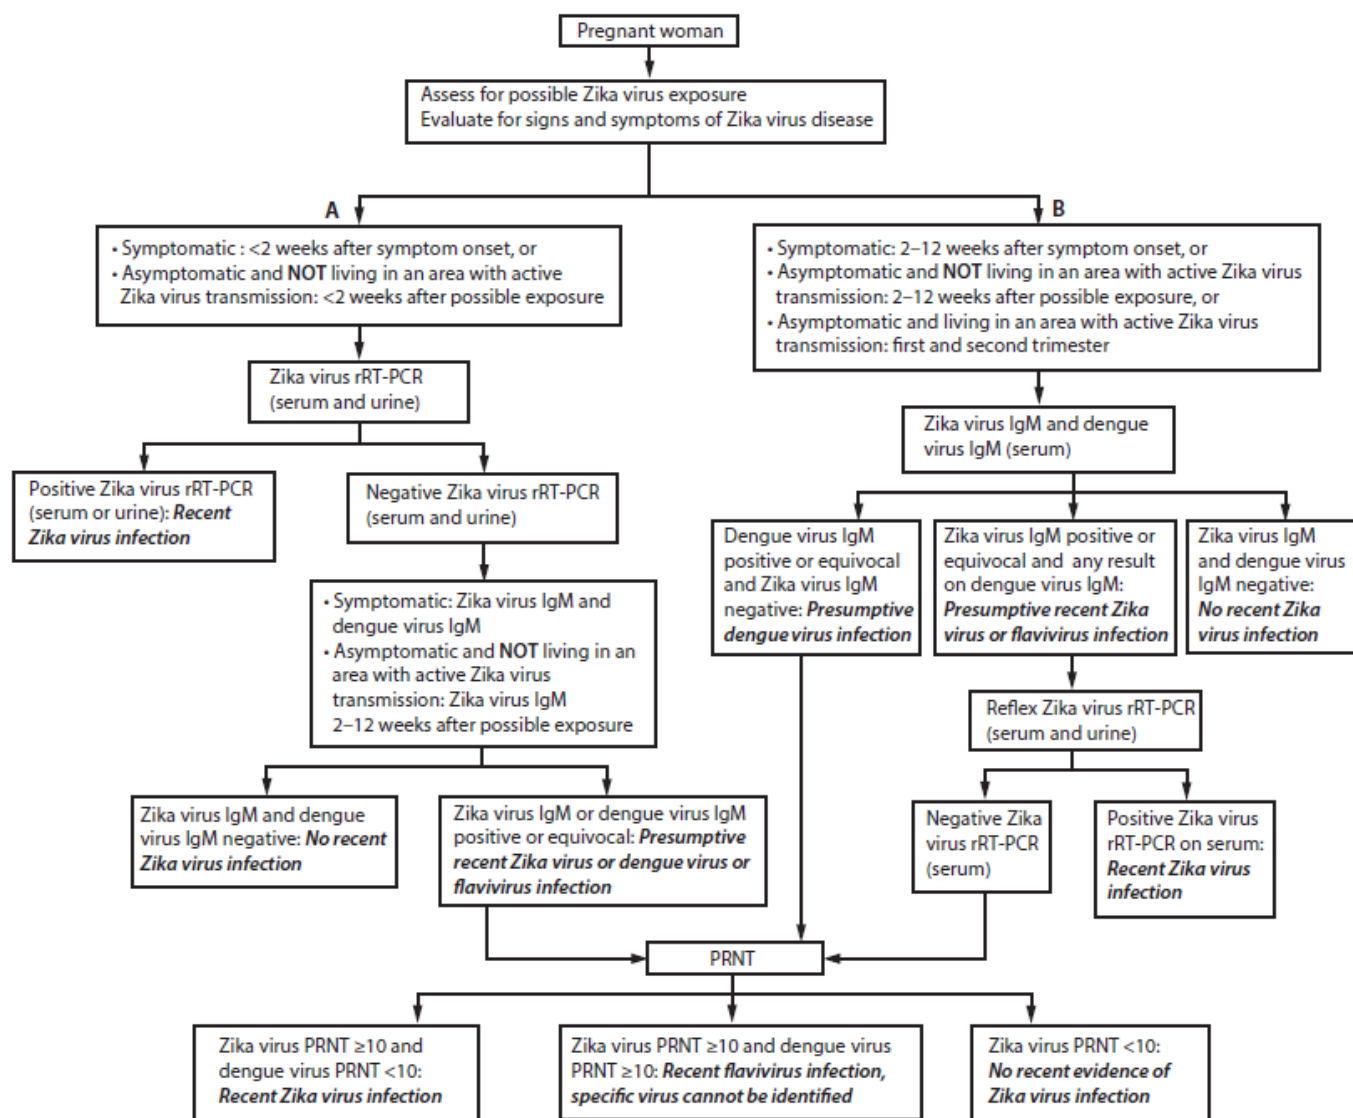 Pregnant woman
Assess for possible Zika virus exposure
Evaluate for signs and symptoms of Zika virus disease
A
B
• Symptomatic : <2 weeks after symptom onset, or
• Asymptomatic and NOT living in an area with active
Zika virus transmission: <2 weeks after possible exposure
• Symptomatic: 2–12 weeks after symptom onset, or
• Asymptomatic and NOT living in an area with active Zika virus
transmission: 2–12 weeks after possible exposure, or
• Asymptomatic and living in an area with active Zika virus
transmission: first and second trimester
Zika virus rRT-PCR
(serum and urine)
Zika virus IgM and dengue
virus IgM (serum)
Positive Zika virus rRT-PCR
(serum or urine): Recent
Zika virus infection
Negative Zika virus rRT-PCR
(serum and urine)
Dengue virus IgM
positive or equivocal
and Zika virus IgM
negative: Presumptive
dengue virus infection
Zika virus IgM positive or
equivocal and any result
on dengue virus IgM:
Presumptive recent Zika
virus or flavivirus infection
Zika virus IgM
and dengue virus
IgM negative:
No recent Zika
virus infection
• Symptomatic: Zika virus IgM and
dengue virus IgM
• Asymptomatic and NOT living in an
area with active Zika virus
transmission: Zika virus IgM
2–12 weeks after possible exposure
Reflex Zika virus rRT-PCR
(serum and urine)
Zika virus IgM and dengue
virus IgM negative: No recent
Zika virus infection
Zika virus IgM or dengue virus IgM
positive or equivocal: Presumptive
recent Zika virus or dengue virus or
flavivirus infection
Negative Zika
virus rRT-PCR
(serum)
Positive Zika virus
rRT-PCR on serum:
Recent Zika virus
infection
PRNT
Zika virus PRNT ≥10 and
dengue virus PRNT <10:
Recent Zika virus infection
Zika virus PRNT ≥10 and dengue virus
PRNT ≥10: Recent flavivirus infection,
specific virus cannot be identified
Zika virus PRNT <10:
No recent evidence of
Zika virus infection